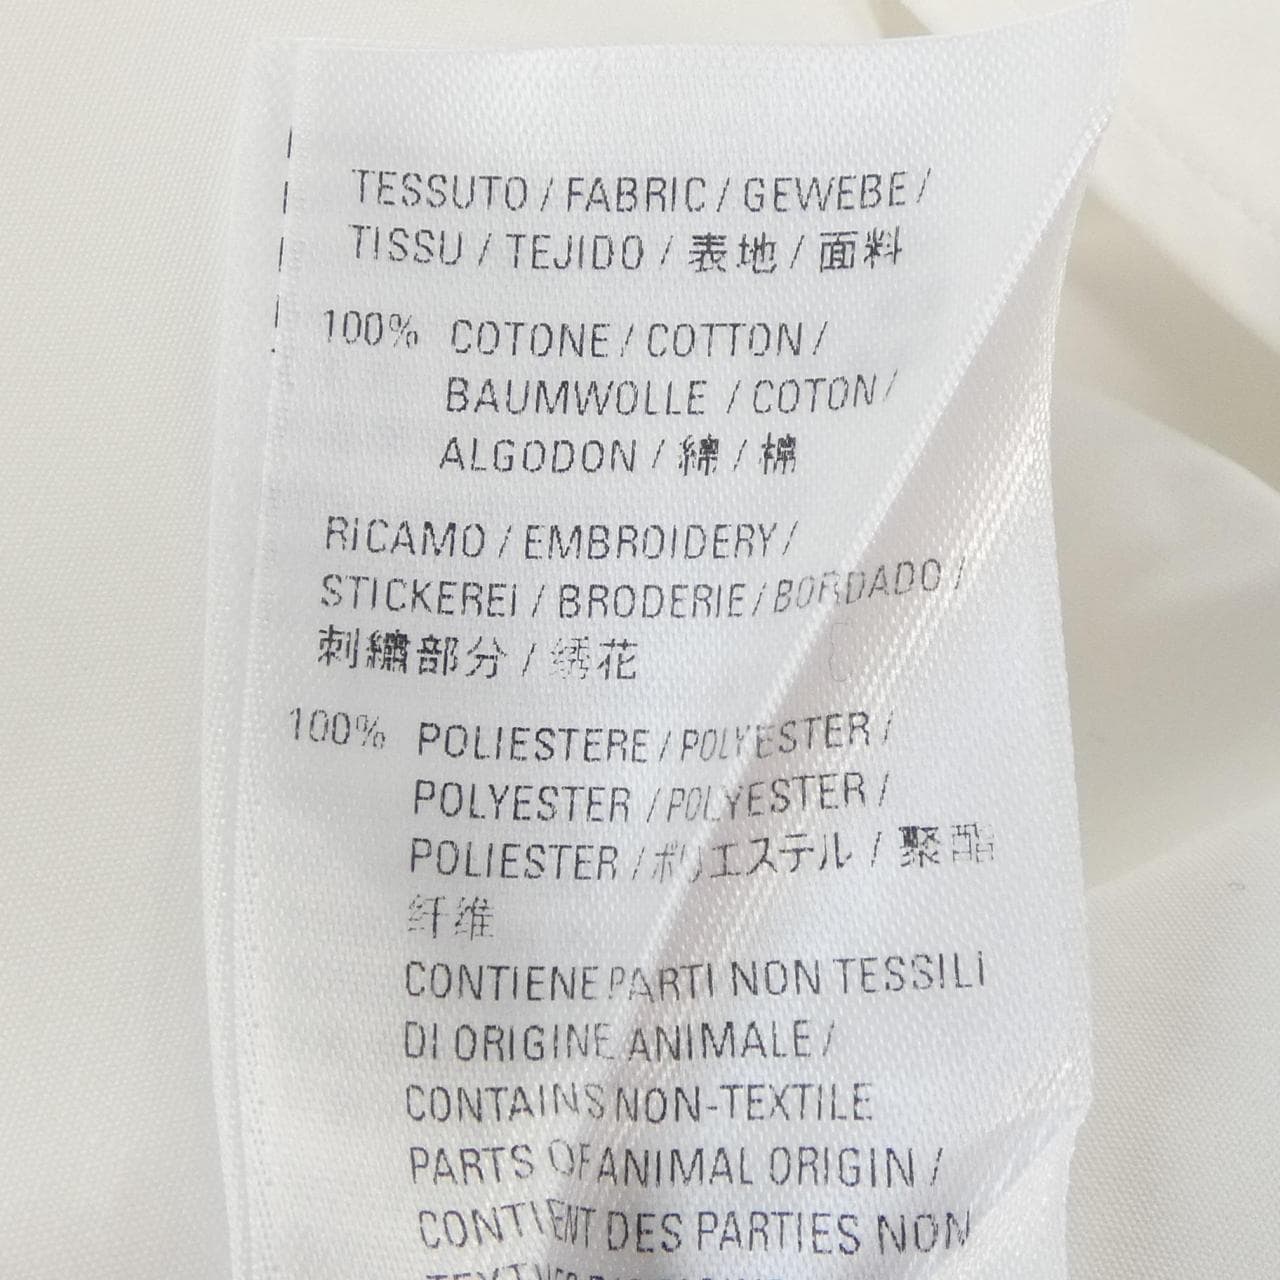 TESSUTO / FABRIC / GEWEBE /
TISSU / TEJIDO / 表地 / 面料
100% COTONE / COTTON /
BAUMWOLLE / COTON /
ALGODON / 綿 / 棉
RICAMO / EMBROIDERY /
STICKEREI / BRODERIE / BORDADO /
刺繍部分 / 绣花
100% POLIESTERE / POLYESTER /
POLYESTER / POLYESTER /
POLIESTER / ポリエステル / 聚酯
纤维
CONTIENE PARTI NON TESSILI
DI ORIGINE ANIMALE /
CONTAINS NON-TEXTILE
PARTS OF ANIMAL ORIGIN /
CONTIENT DES PARTIES NON